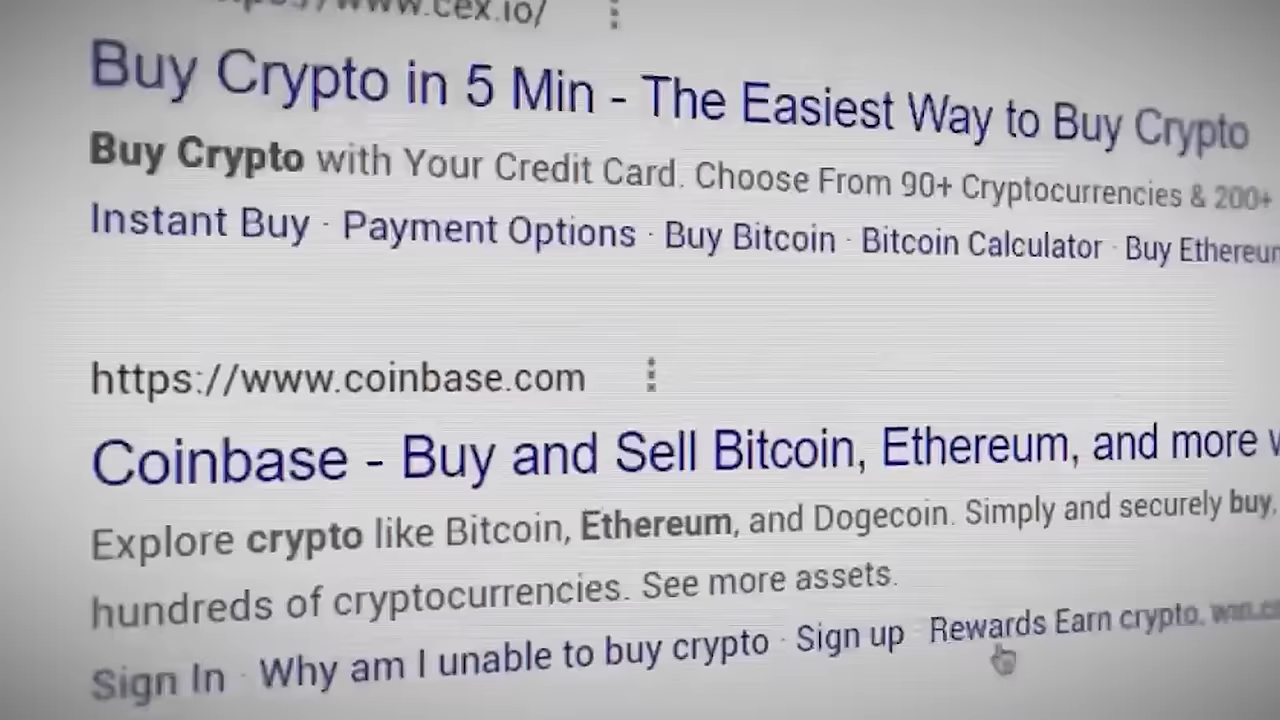 https://www.cex.io/
Buy Crypto in 5 Min - The Easiest Way to Buy Crypto
Buy Crypto with Your Credit Card. Choose From 90+ Cryptocurrencies & 200+
Instant Buy · Payment Options · Buy Bitcoin · Bitcoin Calculator · Buy Ethereum
https://www.coinbase.com
Coinbase - Buy and Sell Bitcoin, Ethereum, and more
Explore crypto like Bitcoin, Ethereum, and Dogecoin. Simply and securely buy,
hundreds of cryptocurrencies. See more assets.
Sign In · Why am I unable to buy crypto · Sign up · Rewards Earn crypto,